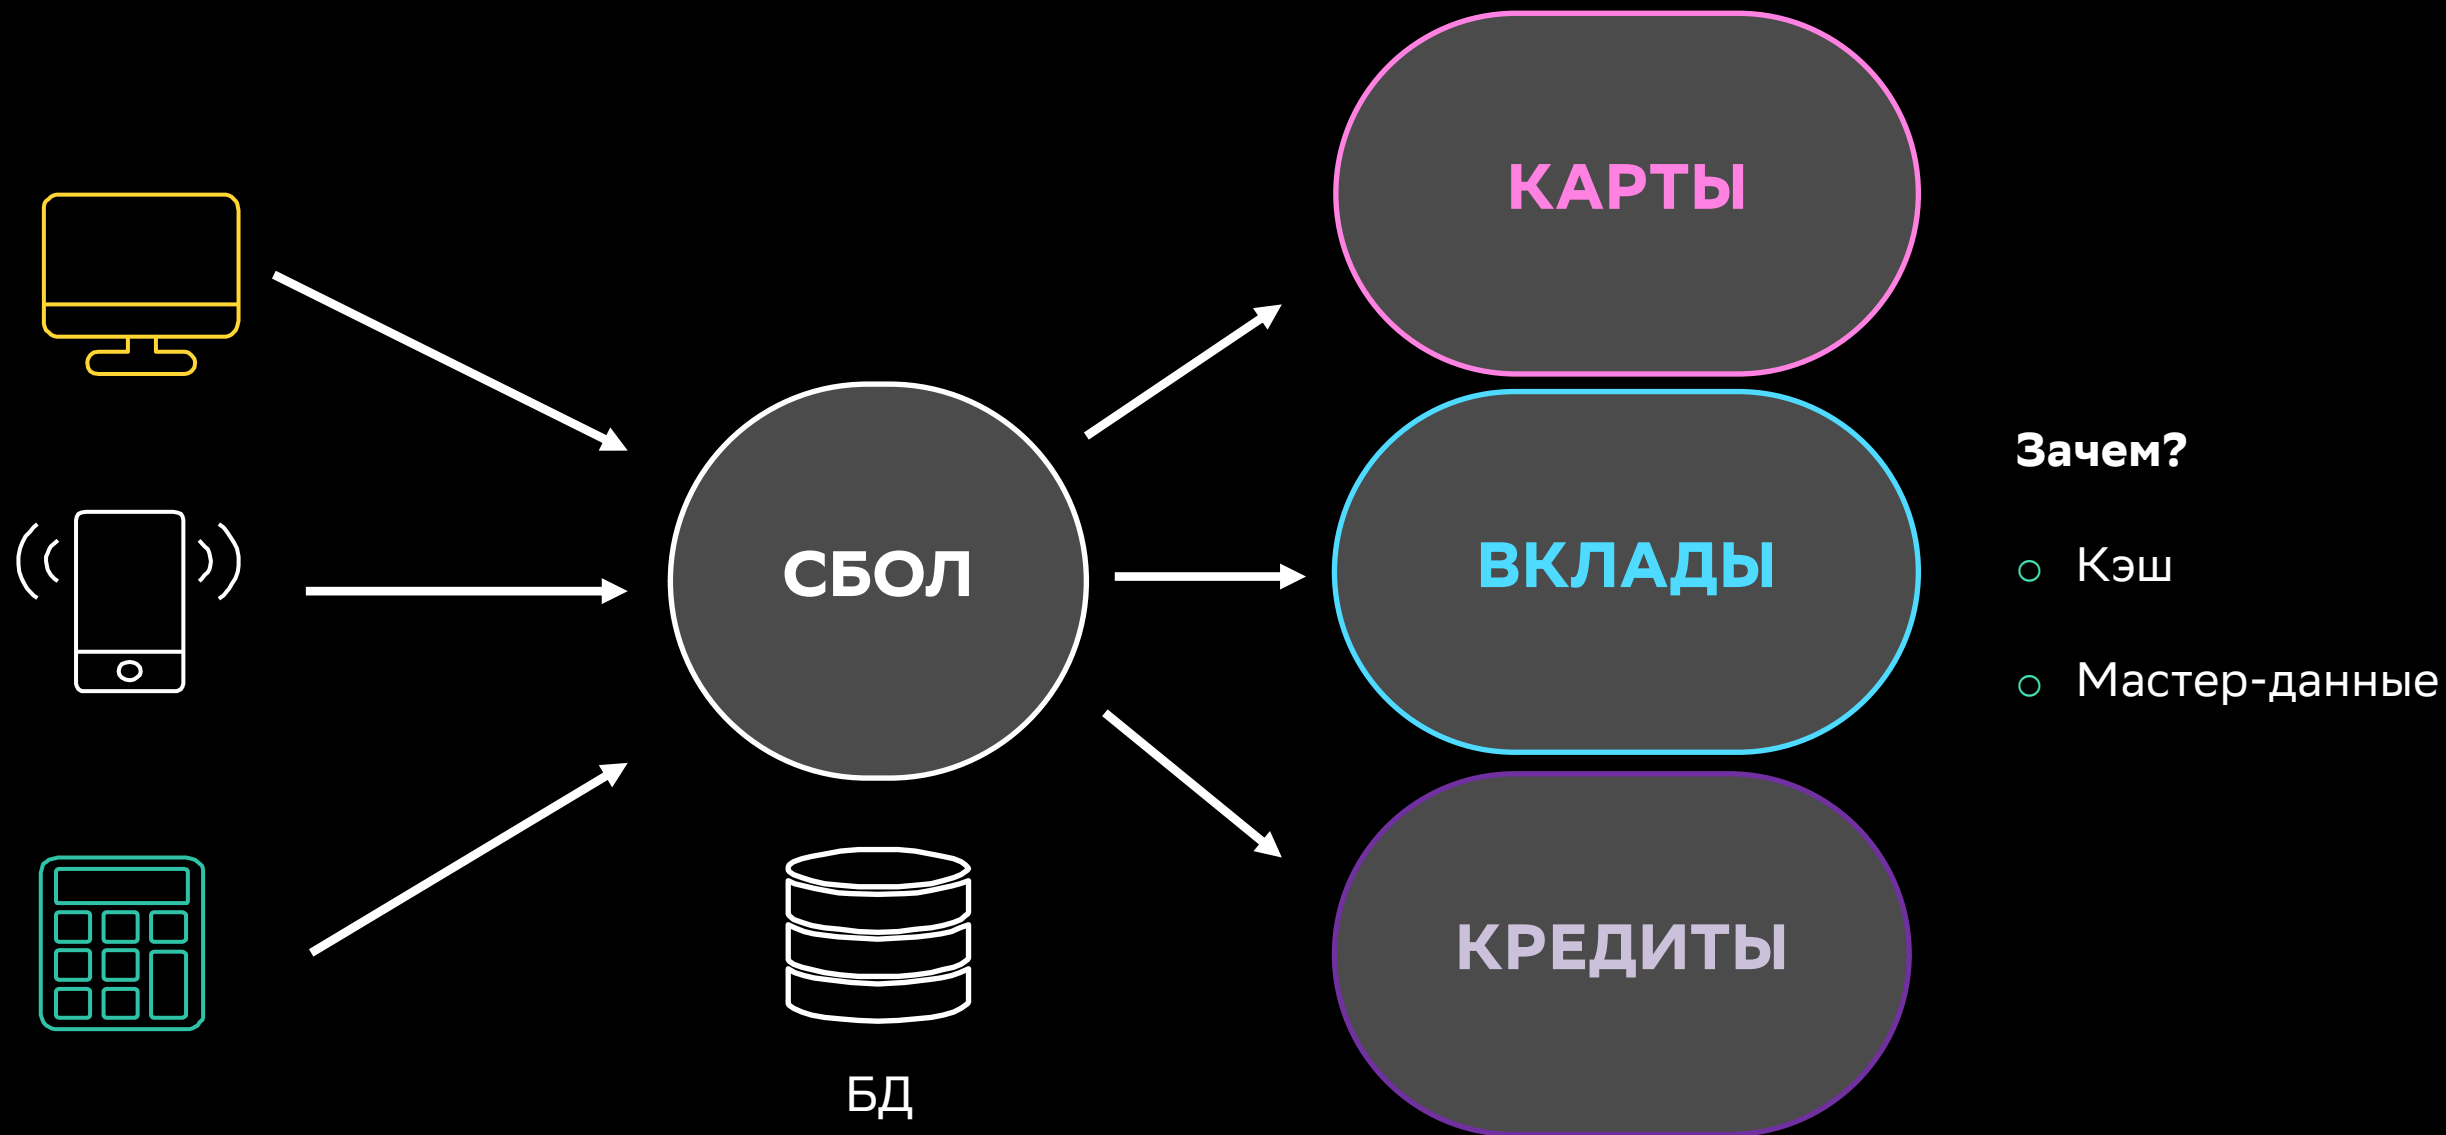 КАРТЫ
СБОЛ
ВКЛАДЫ
КРЕДИТЫ
БД
Зачем?
Кэш
Мастер-данные